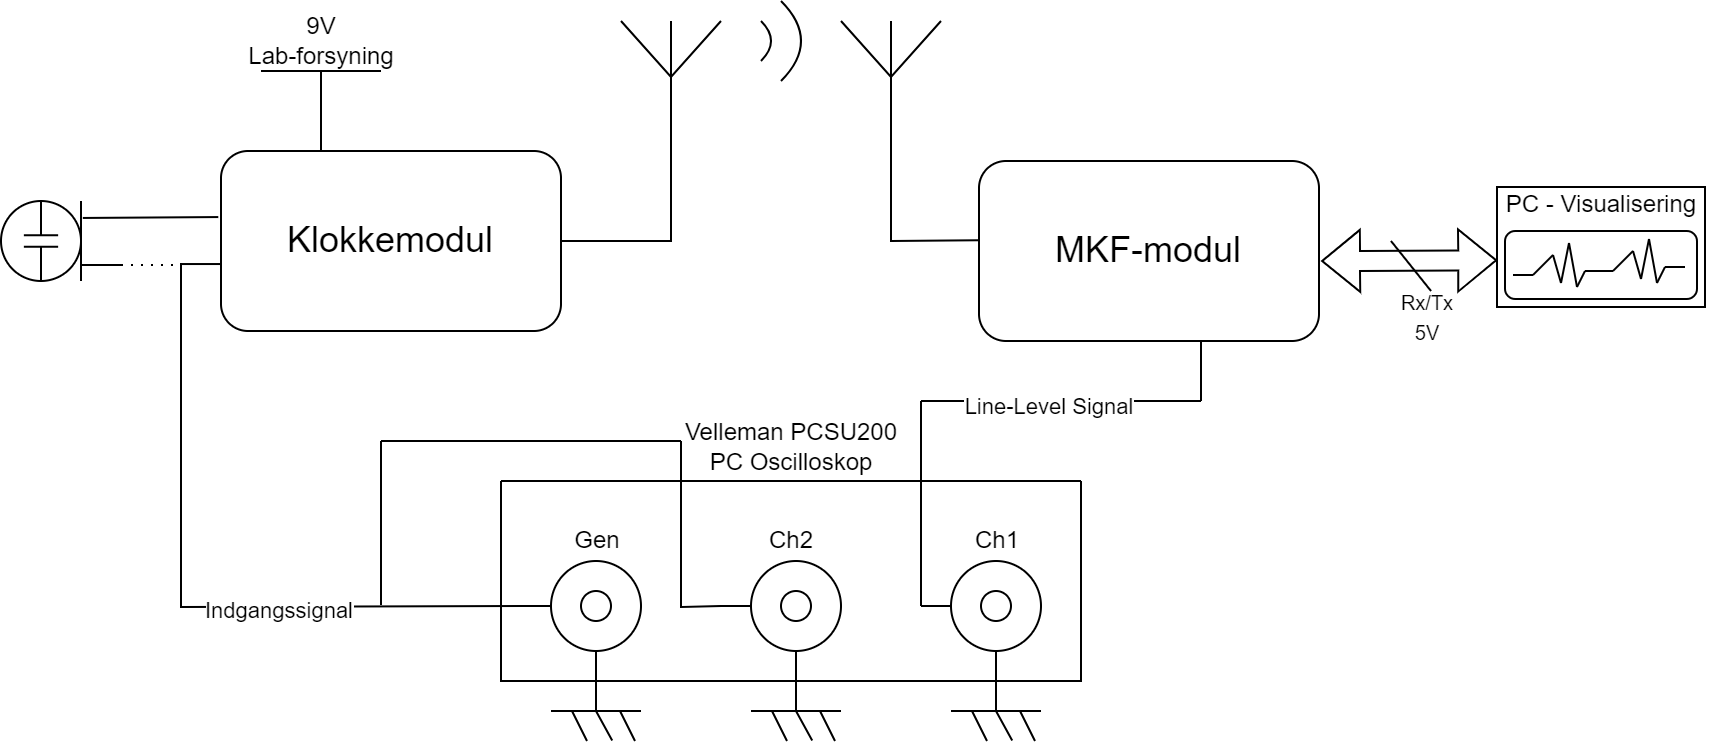 9V
Lab-forsyning
Klokkemodul
MKF-modul
PC - Visualisering
Rx/Tx
5V
Line-Level Signal
Velleman PCSU200
PC Oscilloskop
Gen
Ch2
Ch1
Indgangssignal